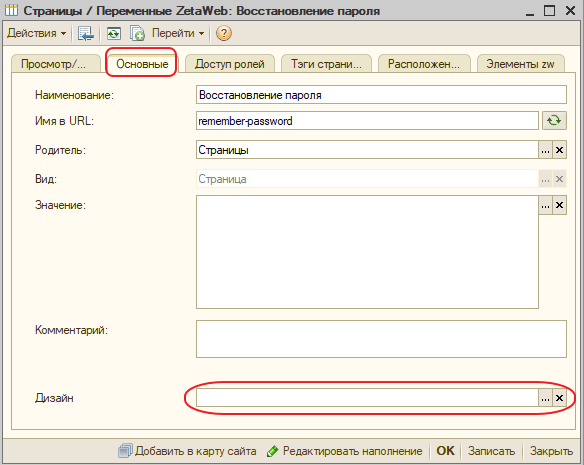 Страницы / Переменные ZetaWeb: Восстановление пароля
Действия Перейти ?
Просмотр/... Основные Доступ ролей Тэги страни... Расположен... Элементы zw
Наименование: Восстановление пароля
Имя в URL: remember-password
Родитель: Страницы ... x
Вид: Страница ... x
Значение: ... x
Комментарий:
Дизайн ... x
Добавить в карту сайта Редактировать наполнение OK Записать Закрыть